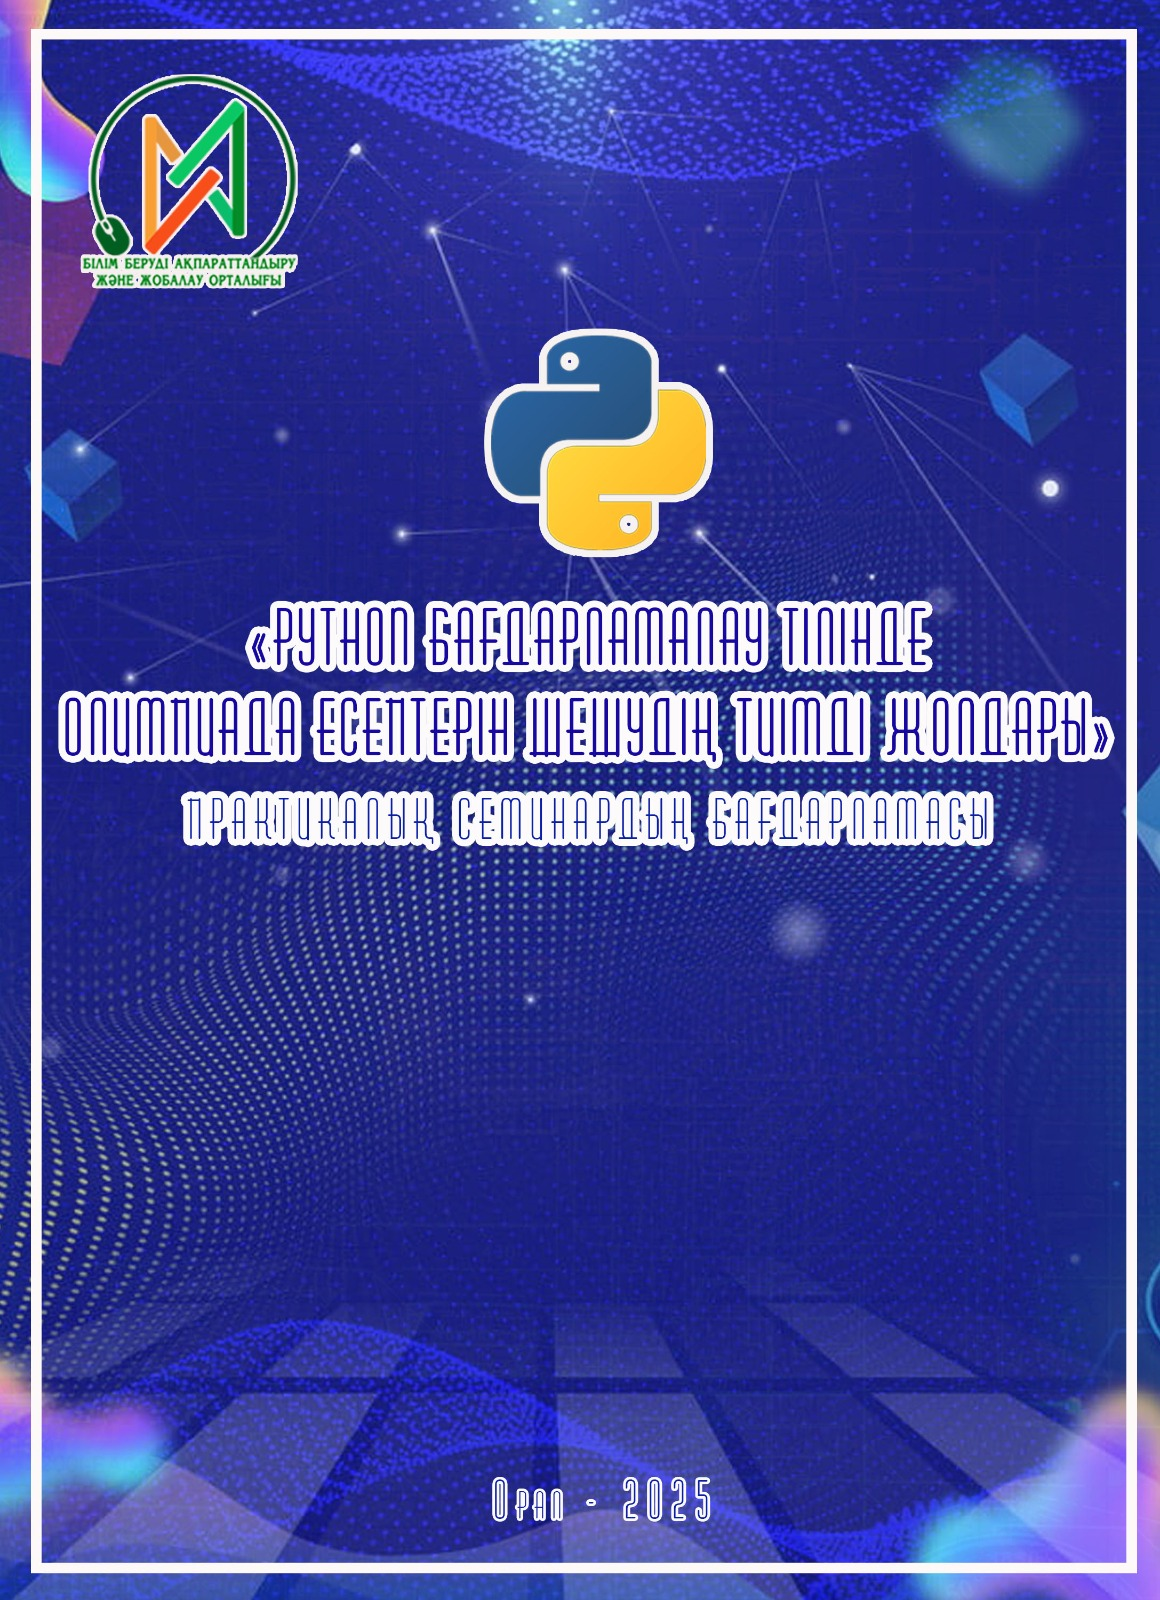 БІЛІМ БЕРУДІ АҚПАРАТТАНДЫРУ
ЖӘНЕ ЖОБАЛАУ ОРТАЛЫҒЫ
«PYTHON БАҒДАРЛАМАЛАУ ТІЛІНДЕ
ОЛИМПИАДА ЕСЕПТЕРІН ШЕШУДІҢ ТИІМДІ ЖОЛДАРЫ»
ПРАКТИКАЛЫҚ СЕМИНАРДЫҢ БАҒДАРЛАМАСЫ
Орал - 2025